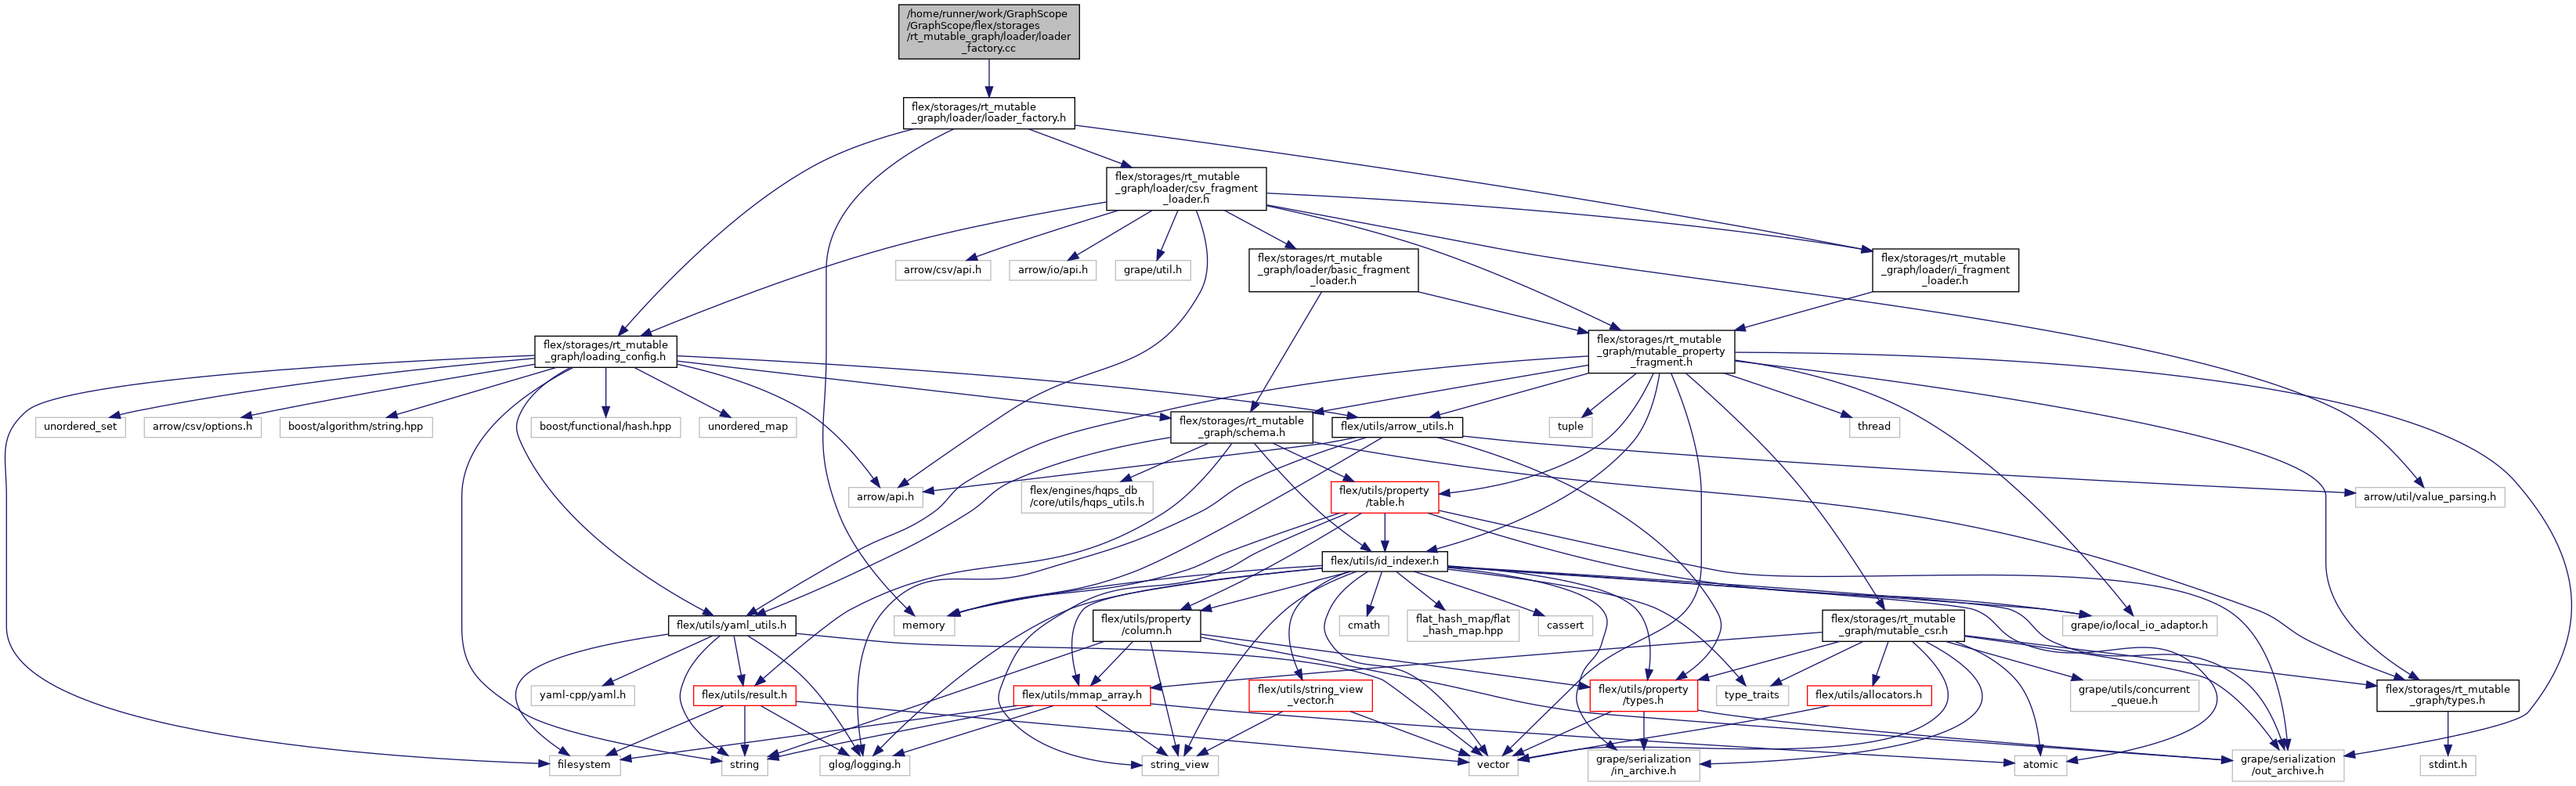 /home/runner/work/GraphScope
/GraphScope/flex/storages
/rt_mutable_graph/loader/loader
_factory.cc
flex/storages/rt_mutable
_graph/loader/loader_factory.h
flex/storages/rt_mutable
_graph/loader/csv_fragment
_loader.h
arrow/csv/api.h
arrow/io/api.h
grape/util.h
flex/storages/rt_mutable
_graph/loader/basic_fragment
_loader.h
flex/storages/rt_mutable
_graph/loader/i_fragment
_loader.h
flex/storages/rt_mutable
_graph/loading_config.h
flex/storages/rt_mutable
_graph/mutable_property
_fragment.h
unordered_set
arrow/csv/options.h
boost/algorithm/string.hpp
boost/functional/hash.hpp
unordered_map
flex/storages/rt_mutable
_graph/schema.h
flex/utils/arrow_utils.h
tuple
thread
arrow/api.h
flex/engines/hqps_db
/core/utils/hqps_utils.h
flex/utils/property
/table.h
arrow/util/value_parsing.h
flex/utils/id_indexer.h
flex/utils/yaml_utils.h
memory
flex/utils/property
/column.h
cmath
flat_hash_map/flat
_hash_map.hpp
cassert
flex/storages/rt_mutable
_graph/mutable_csr.h
grape/io/local_io_adaptor.h
yaml-cpp/yaml.h
flex/utils/result.h
flex/utils/mmap_array.h
flex/utils/string_view
_vector.h
flex/utils/property
/types.h
type_traits
flex/utils/allocators.h
grape/utils/concurrent
_queue.h
flex/storages/rt_mutable
_graph/types.h
filesystem
string
glog/logging.h
string_view
vector
grape/serialization
/in_archive.h
atomic
grape/serialization
/out_archive.h
stdint.h